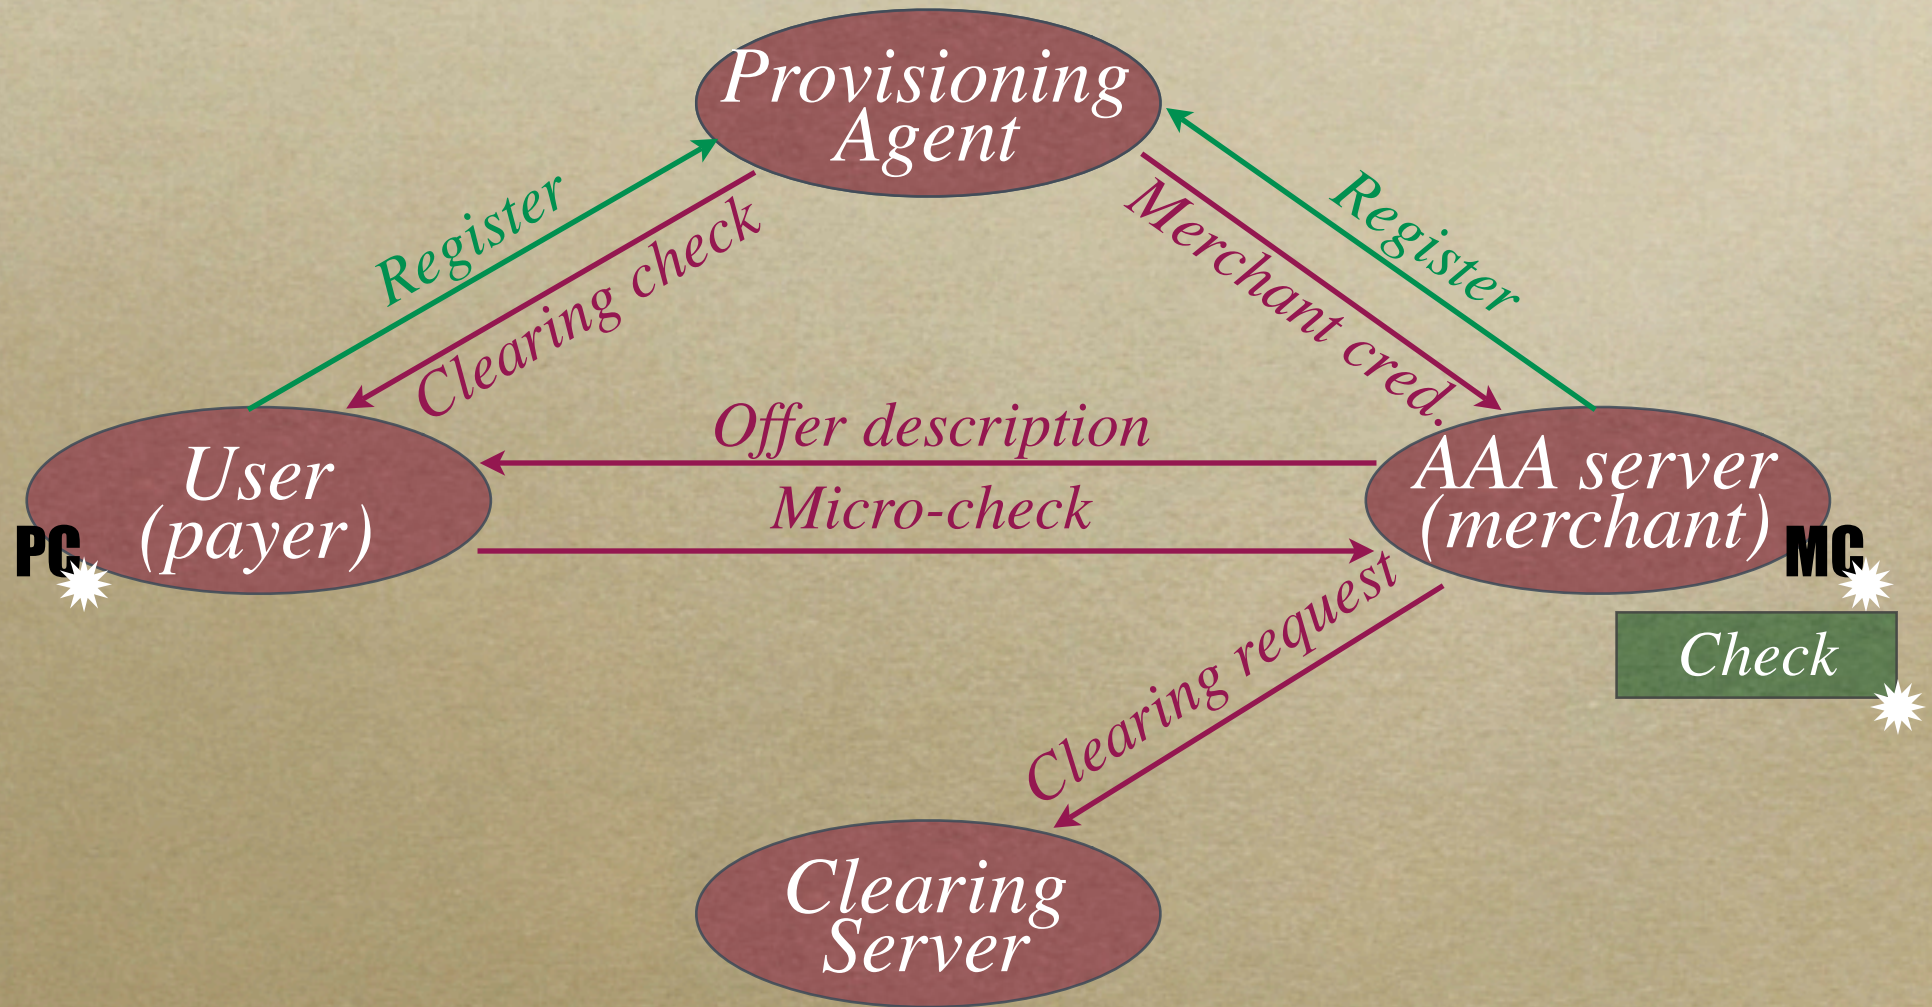 Provisioning
Agent
Register
Clearing check
Merchant cred.
Register
Offer description
Micro-check
User
(payer)
PC
AAA server
(merchant)
MC
Check
Clearing request
Clearing
Server